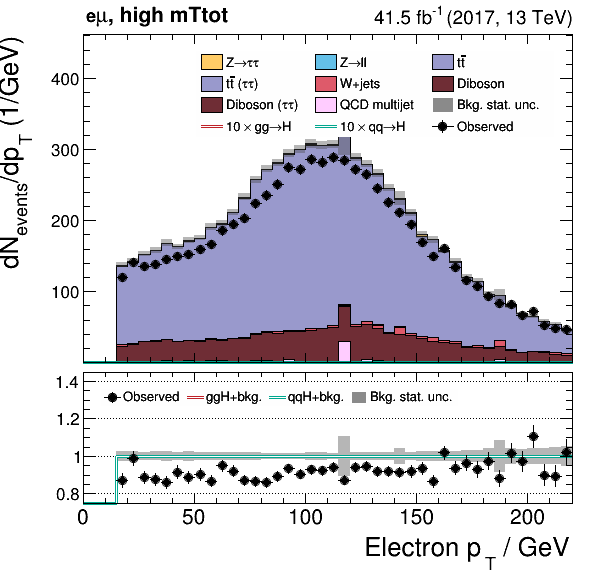 eμ, high mTtot 41.5 fb⁻¹ (2017, 13 TeV)
dN_events/dp_T (1/GeV)
400
300
200
100
Z→ττ Z→ll tt̄
tt̄ (ττ) W+jets Diboson
Diboson (ττ) QCD multijet Bkg. stat. unc.
10 × gg→H 10 × qq→H Observed
1.4
1.2
1
0.8
Observed ggH+bkg. qqH+bkg. Bkg. stat. unc.
0 50 100 150 200
Electron p_T / GeV